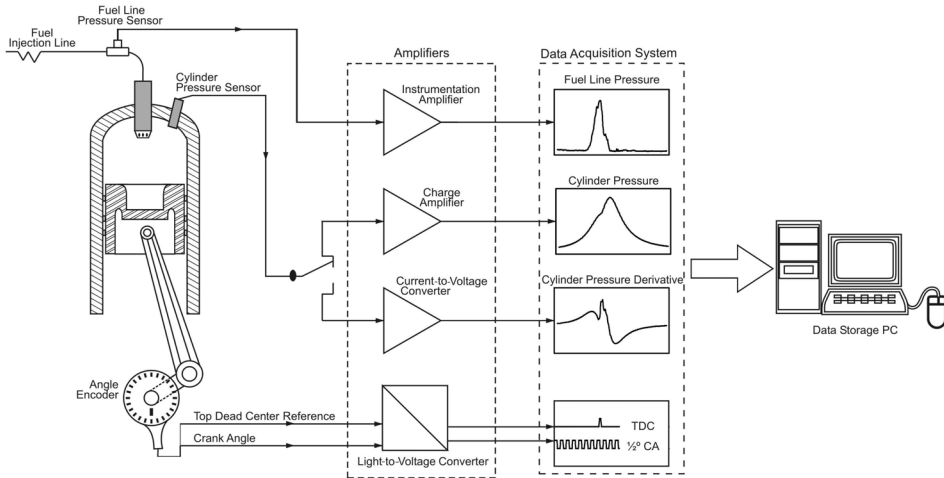 Fuel Line
Pressure Sensor
Fuel
Injection Line
Cylinder
Pressure Sensor
Amplifiers
Data Acquisition System
Instrumentation
Amplifier
Fuel Line Pressure
Charge
Amplifier
Cylinder Pressure
Current-to-Voltage
Converter
Cylinder Pressure Derivative
Data Storage PC
Angle
Encoder
Top Dead Center Reference
Crank Angle
Light-to-Voltage Converter
TDC
½º CA